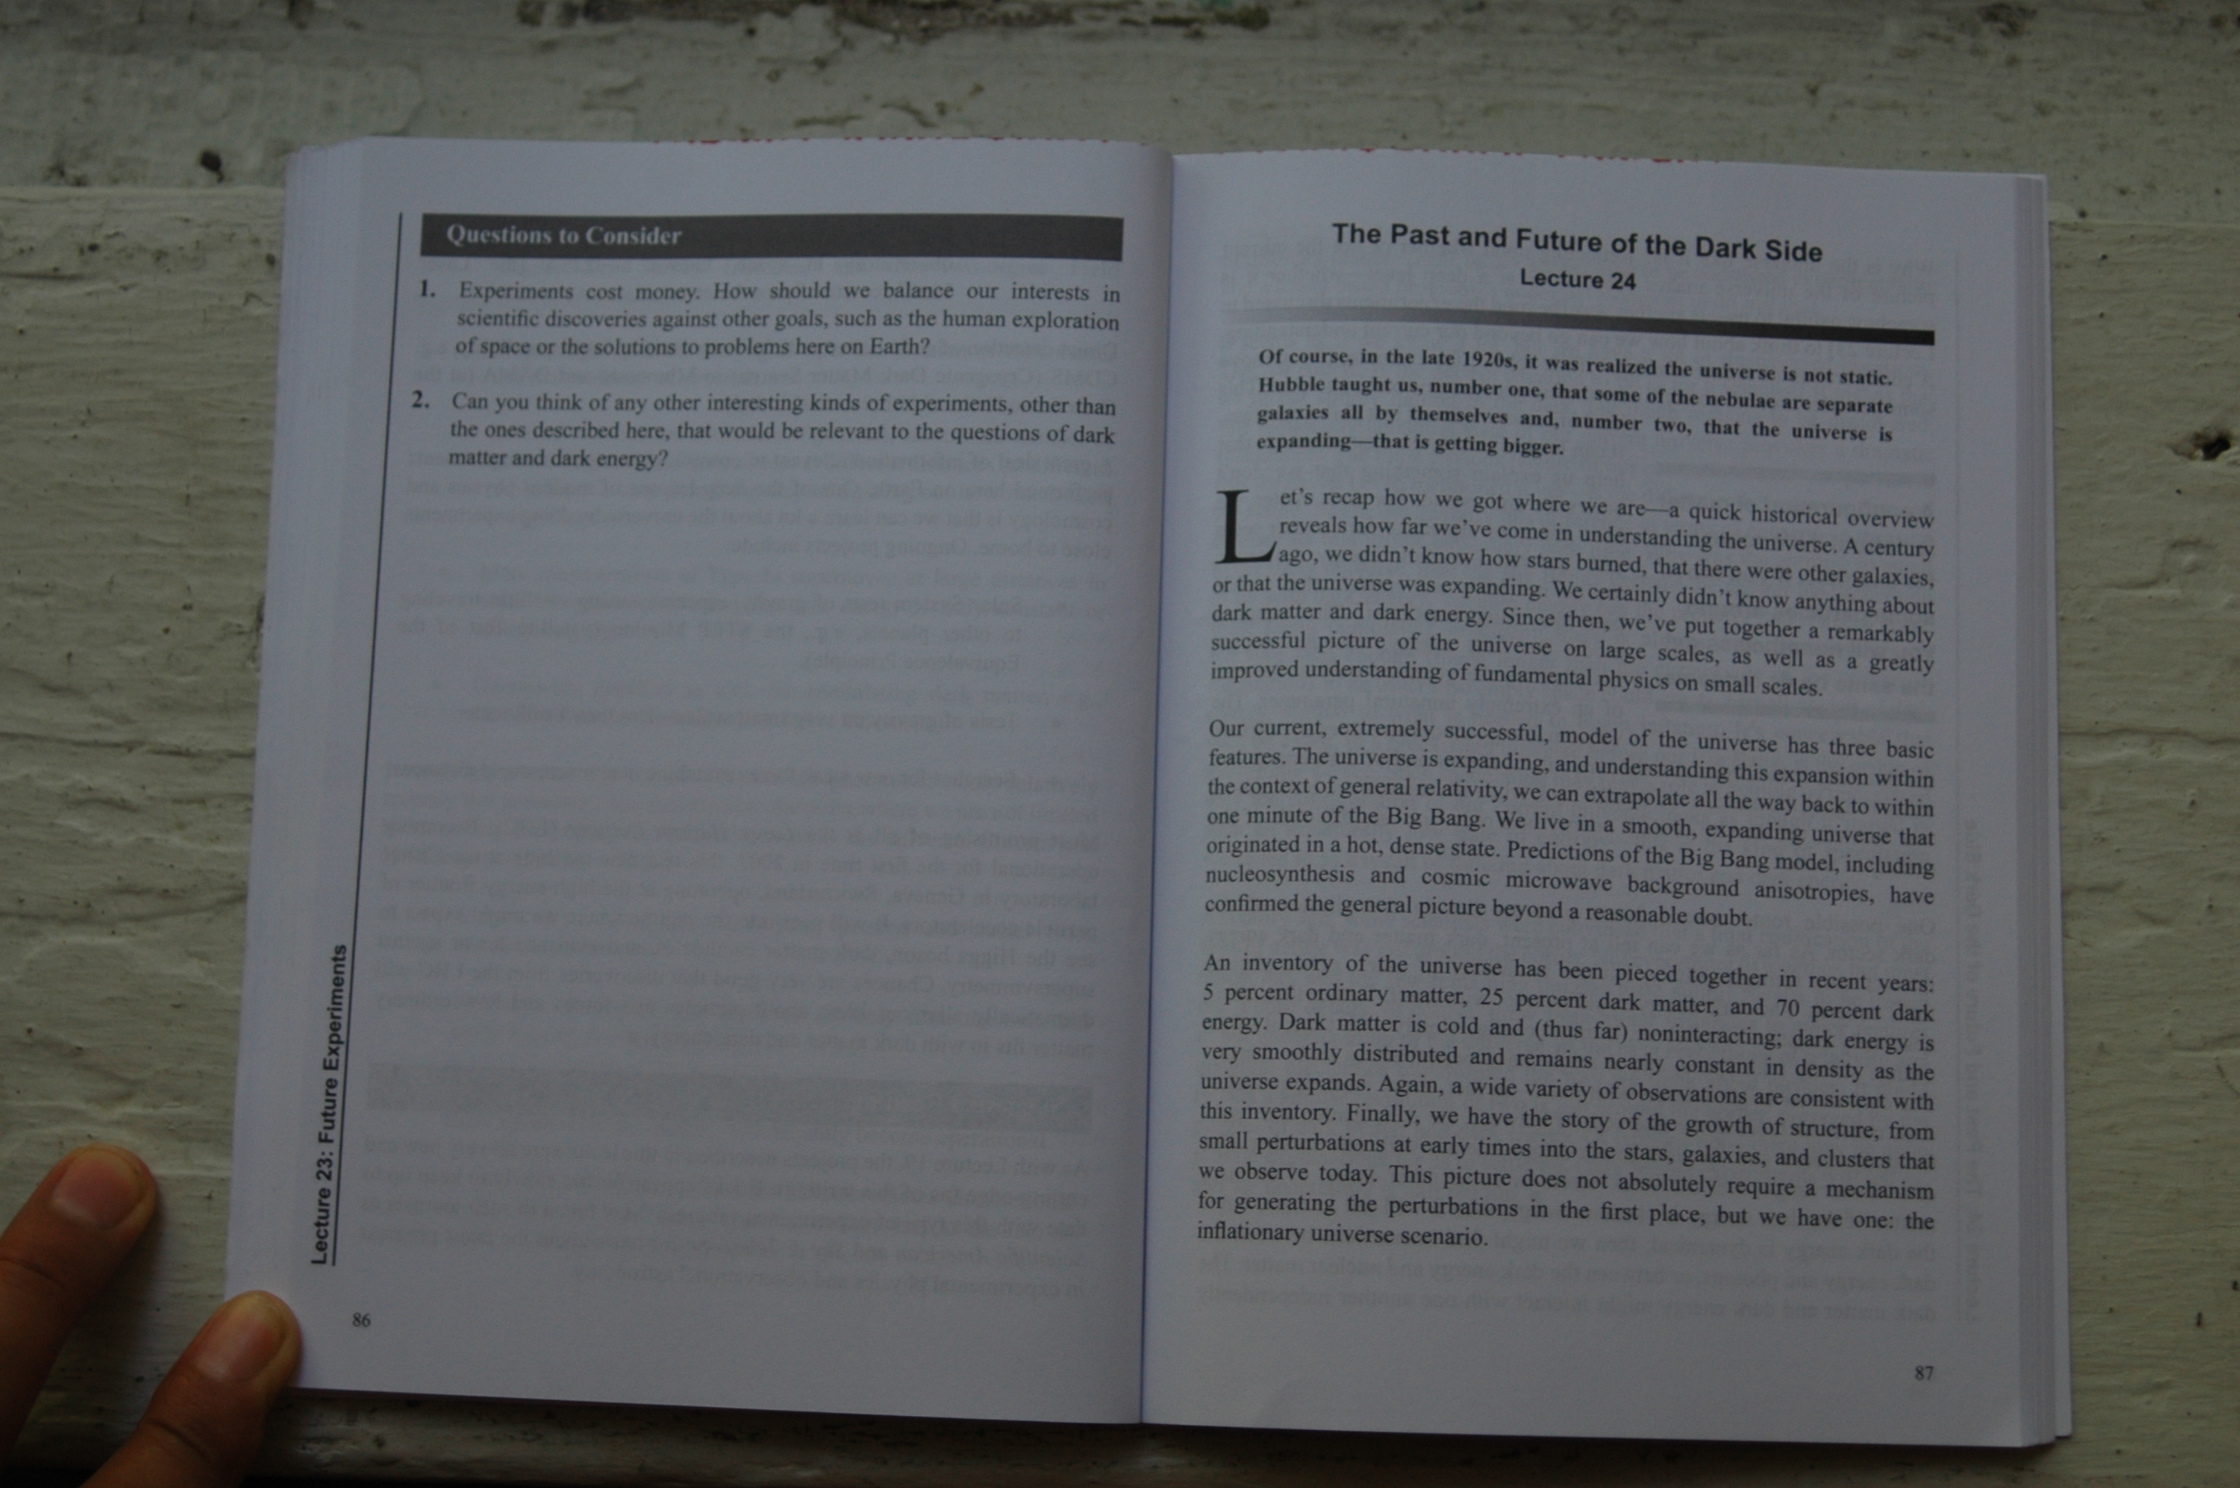 Questions to Consider
1. Experiments cost money. How should we balance our interests in
scientific discoveries against other goals, such as the human exploration
of space or the solutions to problems here on Earth?
2. Can you think of any other interesting kinds of experiments, other than
the ones described here, that would be relevant to the questions of dark
matter and dark energy?
Lecture 23: Future Experiments
86
The Past and Future of the Dark Side
Lecture 24
Of course, in the late 1920s, it was realized the universe is not static.
Hubble taught us, number one, that some of the nebulae are separate
galaxies all by themselves and, number two, that the universe is
expanding—that is getting bigger.
Let's recap how we got where we are—a quick historical overview
reveals how far we've come in understanding the universe. A century
ago, we didn't know how stars burned, that there were other galaxies,
or that the universe was expanding. We certainly didn't know anything about
dark matter and dark energy. Since then, we've put together a remarkably
successful picture of the universe on large scales, as well as a greatly
improved understanding of fundamental physics on small scales.
Our current, extremely successful, model of the universe has three basic
features. The universe is expanding, and understanding this expansion within
the context of general relativity, we can extrapolate all the way back to within
one minute of the Big Bang. We live in a smooth, expanding universe that
originated in a hot, dense state. Predictions of the Big Bang model, including
nucleosynthesis and cosmic microwave background anisotropies, have
confirmed the general picture beyond a reasonable doubt.
An inventory of the universe has been pieced together in recent years:
5 percent ordinary matter, 25 percent dark matter, and 70 percent dark
energy. Dark matter is cold and (thus far) noninteracting; dark energy is
very smoothly distributed and remains nearly constant in density as the
universe expands. Again, a wide variety of observations are consistent with
this inventory. Finally, we have the story of the growth of structure, from
small perturbations at early times into the stars, galaxies, and clusters that
we observe today. This picture does not absolutely require a mechanism
for generating the perturbations in the first place, but we have one: the
inflationary universe scenario.
87